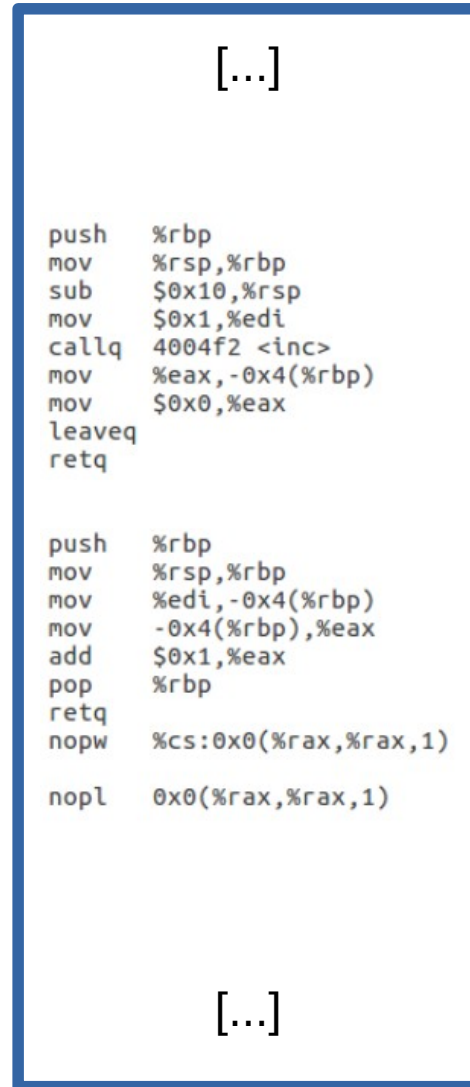 [...]
push %rbp
mov %rsp,%rbp
sub $0x10,%rsp
mov $0x1,%edi
callq 4004f2 <inc>
mov %eax,-0x4(%rbp)
mov $0x0,%eax
leaveq
retq
push %rbp
mov %rsp,%rbp
mov %edi,-0x4(%rbp)
mov -0x4(%rbp),%eax
add $0x1,%eax
pop %rbp
retq
nopw %cs:0x0(%rax,%rax,1)
nopl 0x0(%rax,%rax,1)
[...]